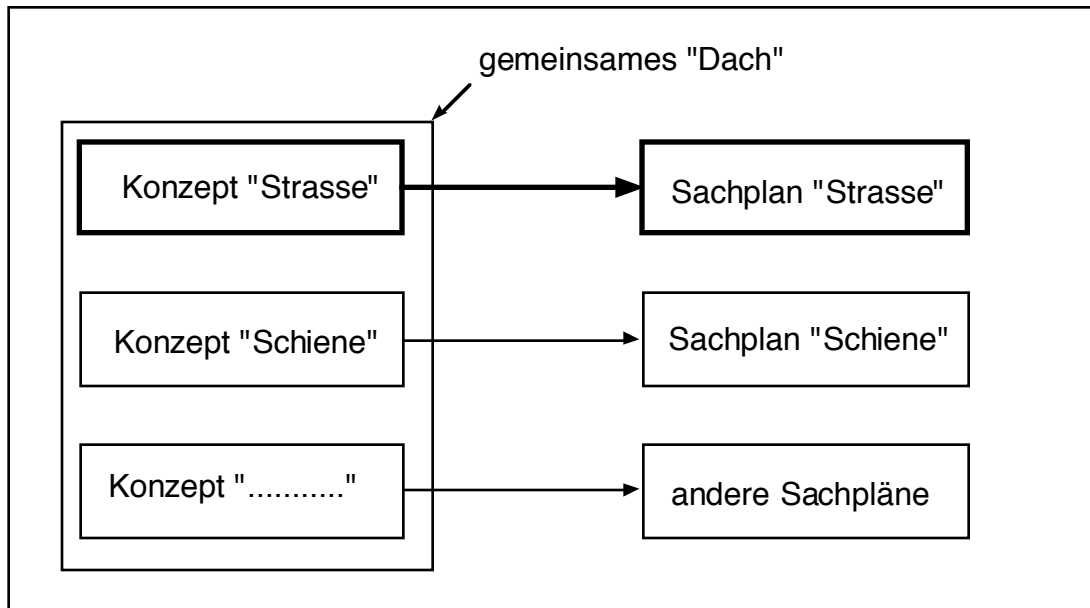 gemeinsames "Dach"
Konzept "Strasse"
Sachplan "Strasse"
Konzept "Schiene"
Sachplan "Schiene"
Konzept "..........."
andere Sachpläne